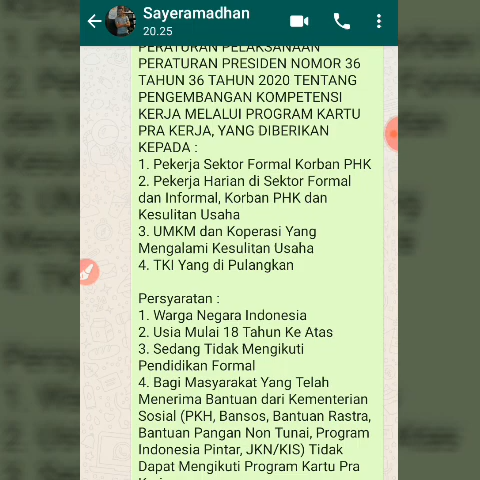 Sayeramadhan
20.25
PERATURAN PELAKSANAAN
PERATURAN PRESIDEN NOMOR 36
TAHUN 36 TAHUN 2020 TENTANG
PENGEMBANGAN KOMPETENSI
KERJA MELALUI PROGRAM KARTU
PRA KERJA, YANG DIBERIKAN
KEPADA :
1. Pekerja Sektor Formal Korban PHK
2. Pekerja Harian di Sektor Formal
dan Informal, Korban PHK dan
Kesulitan Usaha
3. UMKM dan Koperasi Yang
Mengalami Kesulitan Usaha
4. TKI Yang di Pulangkan
Persyaratan :
1. Warga Negara Indonesia
2. Usia Mulai 18 Tahun Ke Atas
3. Sedang Tidak Mengikuti
Pendidikan Formal
4. Bagi Masyarakat Yang Telah
Menerima Bantuan dari Kementerian
Sosial (PKH, Bansos, Bantuan Rastra,
Bantuan Pangan Non Tunai, Program
Indonesia Pintar, JKN/KIS) Tidak
Dapat Mengikuti Program Kartu Pra